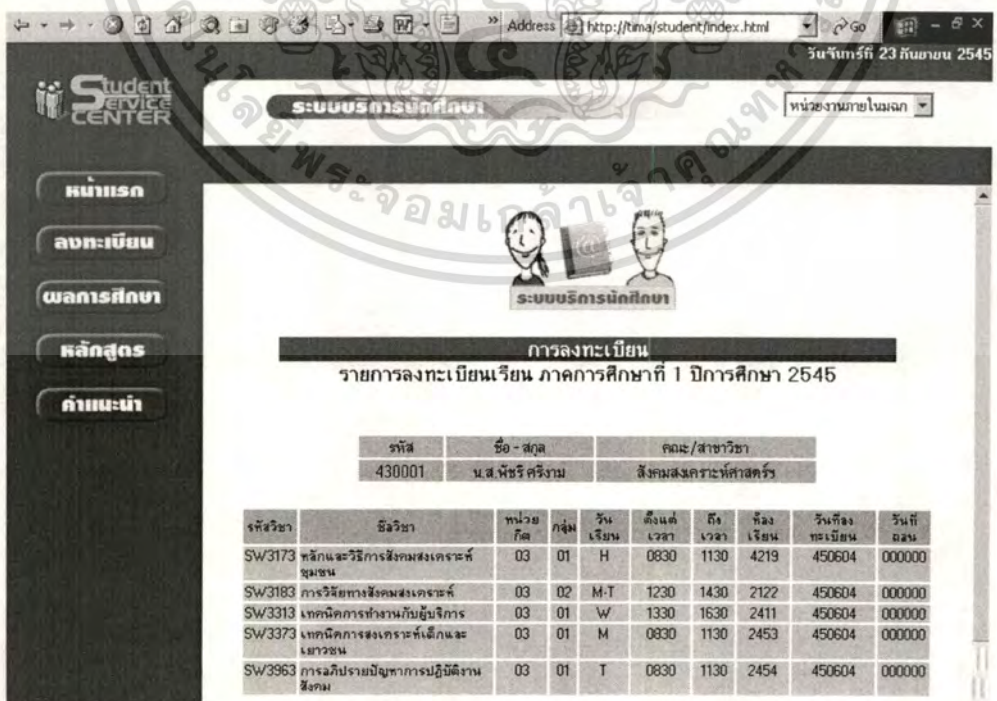 Address http://tima/student/index.html Go
วันจันทร์ที่ 23 กันยายน 2545
Student Service CENTER
ระบบบริการนักศึกษา
หน่วยงานภายในมฉก
หน้าแรก
ลงทะเบียน
ผลการศึกษา
หลักสูตร
คำแนะนำ
ระบบบริการนักศึกษา
การลงทะเบียน
รายการลงทะเบียนเรียน ภาคการศึกษาที่ 1 ปีการศึกษา 2545
รหัส ชื่อ - สกุล คณะ/สาขาวิชา
430001 น.ส.พัชรี ศรีงาม สังคมสงเคราะห์ศาสตร์ฯ
รหัสวิชา ชื่อวิชา หน่วยกิต กลุ่ม วันเรียน ตั้งแต่เวลา ถึงเวลา ห้องเรียน วันที่ลงทะเบียน วันที่ถอน
SW3173 หลักและวิธีการสังคมสงเคราะห์ชุมชน 03 01 H 0830 1130 4219 450604 000000
SW3183 การวิจัยทางสังคมสงเคราะห์ 03 02 M-T 1230 1430 2122 450604 000000
SW3313 เทคนิคการทำงานกับผู้บริการ 03 01 W 1330 1630 2411 450604 000000
SW3373 เทคนิคการสงเคราะห์เด็กและเยาวชน 03 01 M 0830 1130 2453 450604 000000
SW3963 การอภิปรายปัญหาการปฏิบัติงานสังคม 03 01 T 0830 1130 2454 450604 000000